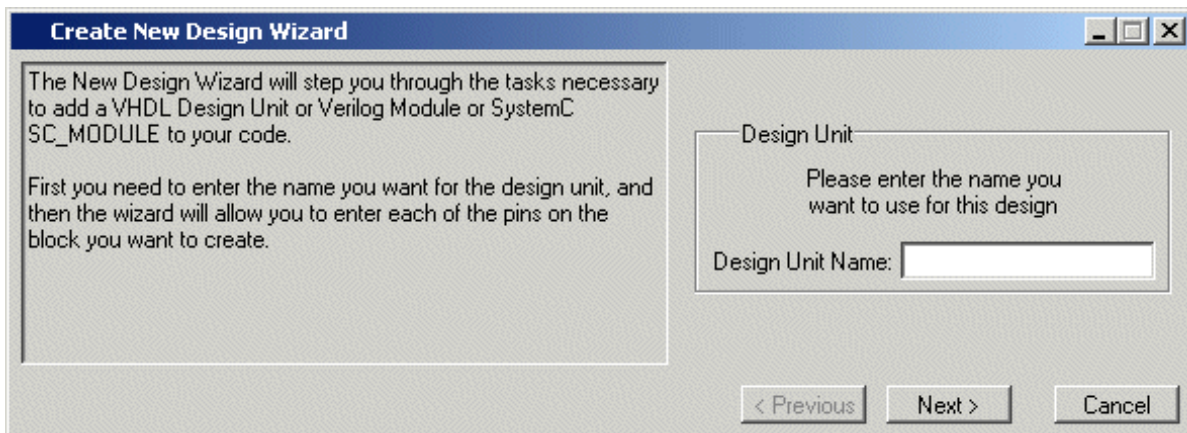 Create New Design Wizard
The New Design Wizard will step you through the tasks necessary
to add a VHDL Design Unit or Verilog Module or SystemC
SC_MODULE to your code.
First you need to enter the name you want for the design unit, and
then the wizard will allow you to enter each of the pins on the
block you want to create.
Design Unit
Please enter the name you
want to use for this design
Design Unit Name:
< Previous
Next >
Cancel